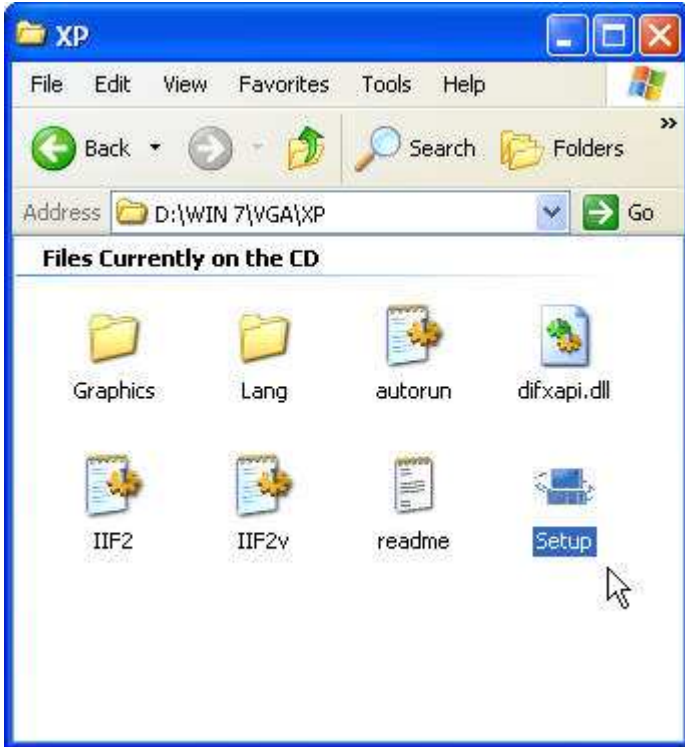 XP
File Edit View Favorites Tools Help
Back Search Folders »
Address D:\WIN 7\VGA\XP Go
Files Currently on the CD
Graphics Lang autorun difxapi.dll
IIF2 IIF2v readme Setup